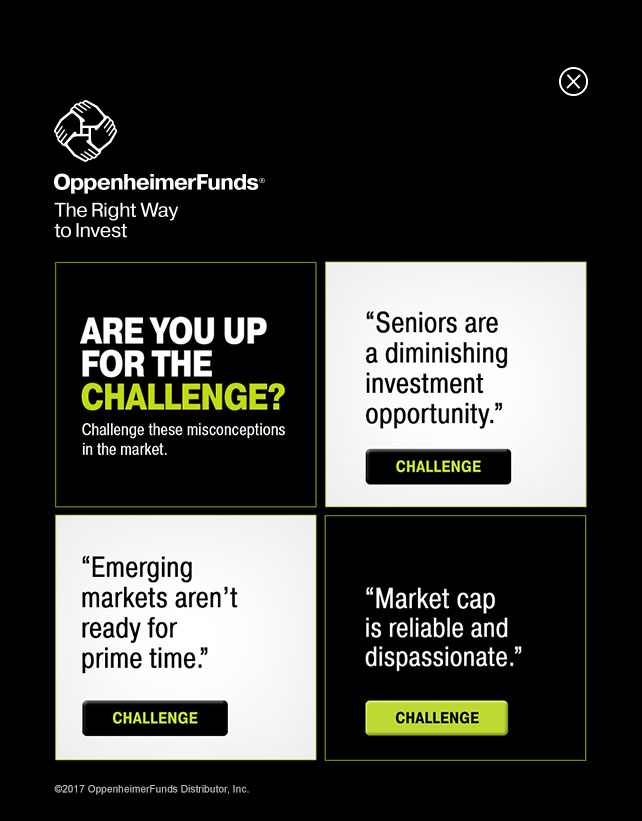 OppenheimerFunds®
The Right Way
to Invest
ARE YOU UP
FOR THE
CHALLENGE?
Challenge these misconceptions
in the market.
“Seniors are
a diminishing
investment
opportunity.”
CHALLENGE
“Emerging
markets aren’t
ready for
prime time.”
CHALLENGE
“Market cap
is reliable and
dispassionate.”
CHALLENGE
©2017 OppenheimerFunds Distributor, Inc.